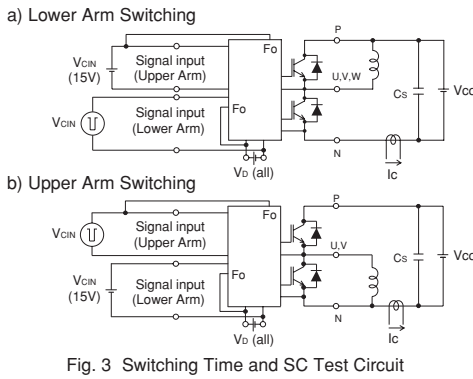 a) Lower Arm Switching
P
Fo
VCIN
(15V)
Signal input
(Upper Arm)
U,V,W
CS
VCC
VCIN
Signal input
(Lower Arm)
Fo
N
VD (all)
IC
b) Upper Arm Switching
P
Fo
VCIN
Signal input
(Upper Arm)
U,V
CS
VCC
VCIN
(15V)
Signal input
(Lower Arm)
Fo
N
VD (all)
IC
Fig. 3 Switching Time and SC Test Circuit